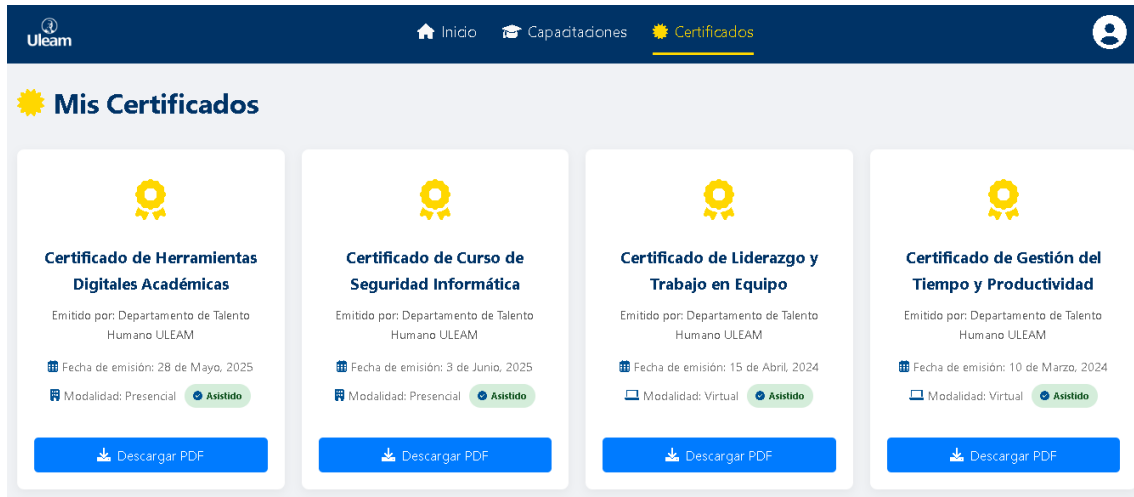 Uleam
Inicio
Capacitaciones
Certificados
Mis Certificados
Certificado de Herramientas
Digitales Académicas
Emitido por: Departamento de Talento
Humano ULEAM
Fecha de emisión: 28 de Mayo, 2025
Modalidad: Presencial
Asistido
Descargar PDF
Certificado de Curso de
Seguridad Informática
Emitido por: Departamento de Talento
Humano ULEAM
Fecha de emisión: 3 de Junio, 2025
Modalidad: Presencial
Asistido
Descargar PDF
Certificado de Liderazgo y
Trabajo en Equipo
Emitido por: Departamento de Talento
Humano ULEAM
Fecha de emisión: 15 de Abril, 2024
Modalidad: Virtual
Asistido
Descargar PDF
Certificado de Gestión del
Tiempo y Productividad
Emitido por: Departamento de Talento
Humano ULEAM
Fecha de emisión: 10 de Marzo, 2024
Modalidad: Virtual
Asistido
Descargar PDF